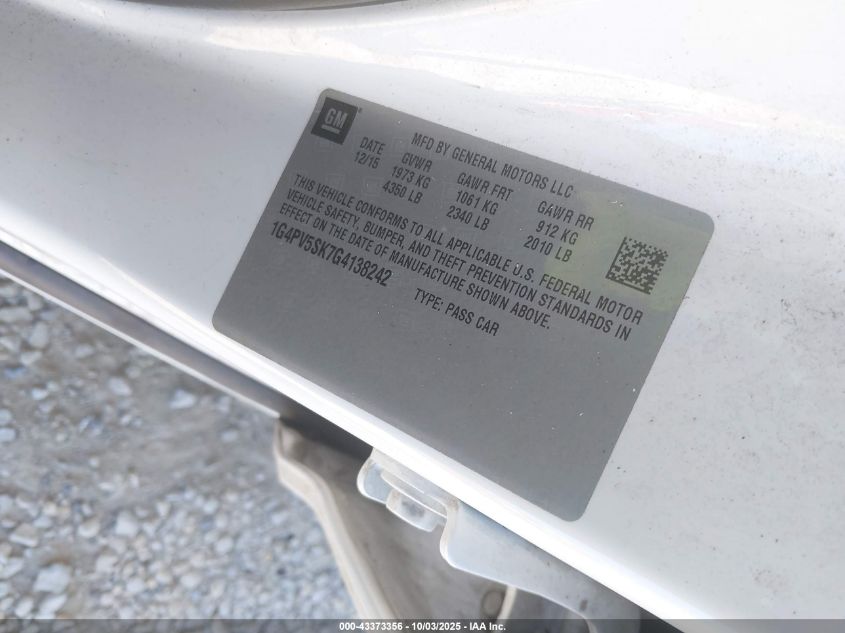 GM
MFD BY GENERAL MOTORS LLC
DATE GVWR GAWR FRT GAWR RR
12/15 1973 KG 1061 KG 912 KG
4350 LB 2340 LB 2010 LB
THIS VEHICLE CONFORMS TO ALL APPLICABLE U.S. FEDERAL MOTOR
VEHICLE SAFETY, BUMPER, AND THEFT PREVENTION STANDARDS IN
EFFECT ON THE DATE OF MANUFACTURE SHOWN ABOVE.
1G4PV5SK7G4138242 TYPE: PASS CAR
000-43373356 - 10/03/2025 - IAA Inc.